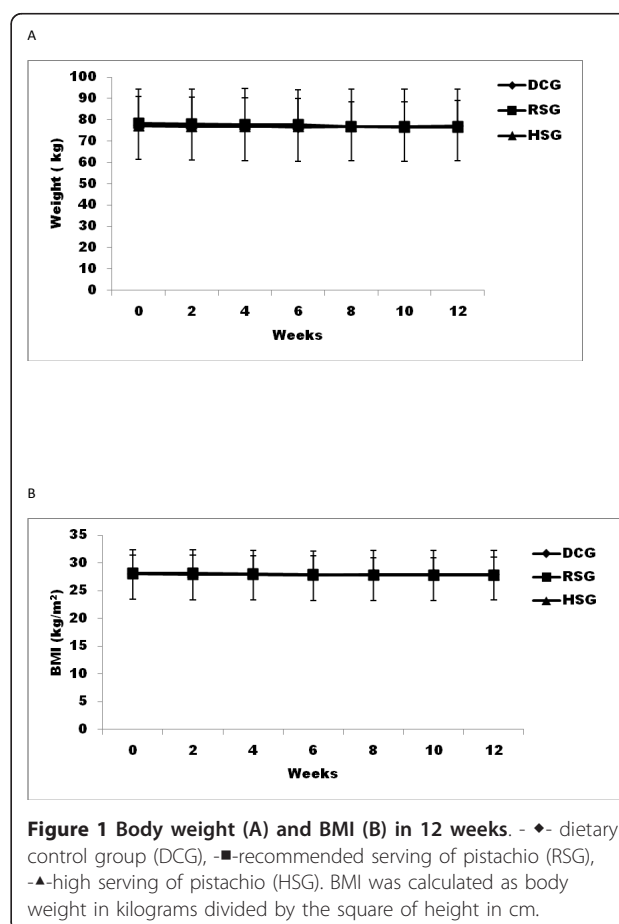 A
100
90
80
70
60
50
40
30
20
10
0
Weight ( kg)
0 2 4 6 8 10 12
Weeks
DCG
RSG
HSG
B
35
30
25
20
15
10
5
0
BMI (kg/m²)
0 2 4 6 8 10 12
Weeks
DCG
RSG
HSG
Figure 1 Body weight (A) and BMI (B) in 12 weeks. - ◆- dietary
control group (DCG), -■-recommended serving of pistachio (RSG),
-▲-high serving of pistachio (HSG). BMI was calculated as body
weight in kilograms divided by the square of height in cm.